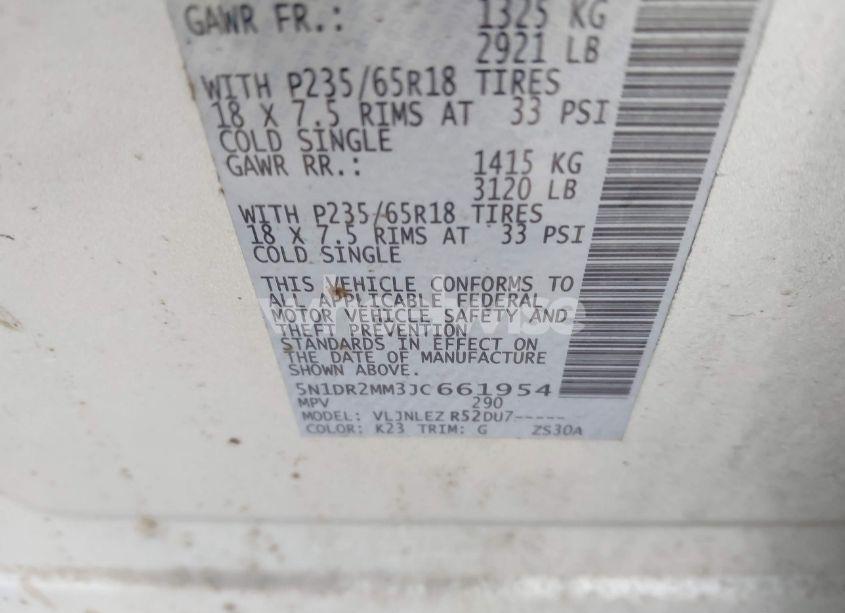 GAWR FR.: 1325 KG
2921 LB
WITH P235/65R18 TIRES
18 X 7.5 RIMS AT 33 PSI
COLD SINGLE
GAWR RR.: 1415 KG
3120 LB
WITH P235/65R18 TIRES
18 X 7.5 RIMS AT 33 PSI
COLD SINGLE
THIS VEHICLE CONFORMS TO
ALL APPLICABLE FEDERAL
MOTOR VEHICLE SAFETY AND
THEFT PREVENTION
STANDARDS IN EFFECT ON
THE DATE OF MANUFACTURE
SHOWN ABOVE.
5N1DR2MM3JC661954
MPV 290
MODEL: VLJNLEZ R52DU7-----
COLOR: K23 TRIM: G ZS30A